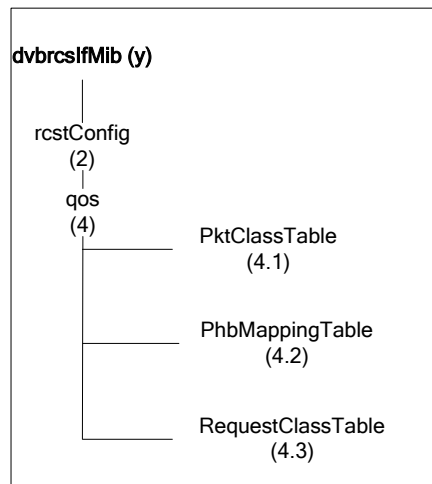 dvbrcsIfMib (y)
rcstConfig
(2)
qos
(4)
PktClassTable
(4.1)
PhbMappingTable
(4.2)
RequestClassTable
(4.3)